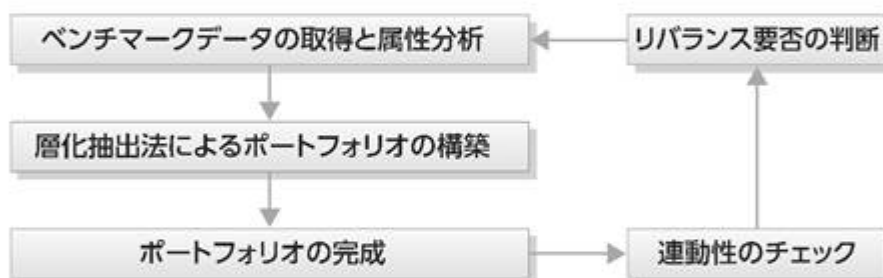 ベンチマークデータの取得と属性分析
リバランス要否の判断
層化抽出法によるポートフォリオの構築
ポートフォリオの完成
連動性のチェック